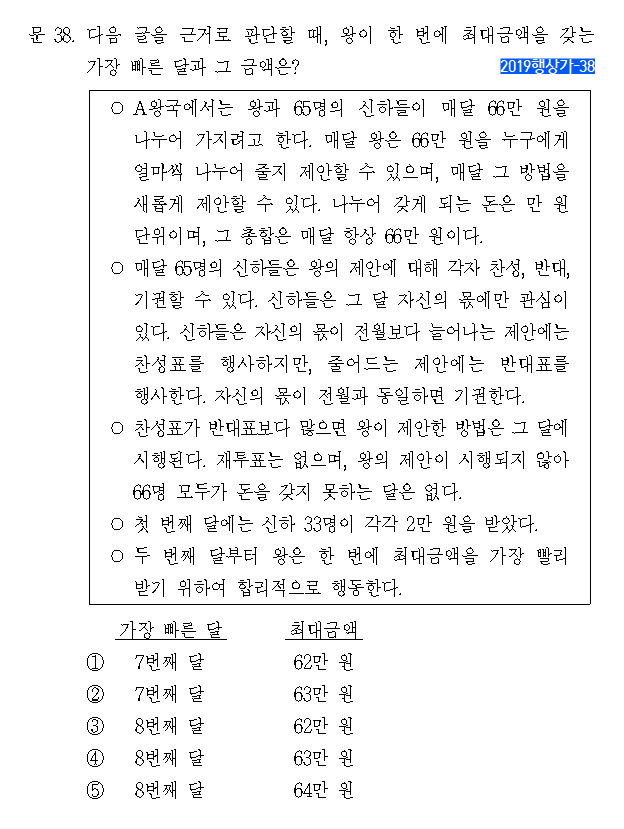 문 38. 다음 글을 근거로 판단할 때, 왕이 한 번에 최대금액을 갖는
가장 빠른 달과 그 금액은?
2019행상가-38
○ A왕국에서는 왕과 65명의 신하들이 매달 66만 원을
나누어 가지려고 한다. 매달 왕은 66만 원을 누구에게
얼마씩 나누어 줄지 제안할 수 있으며, 매달 그 방법을
새롭게 제안할 수 있다. 나누어 갖게 되는 돈은 만 원
단위이며, 그 총합은 매달 항상 66만 원이다.
○ 매달 65명의 신하들은 왕의 제안에 대해 각자 찬성, 반대,
기권할 수 있다. 신하들은 그 달 자신의 몫에만 관심이
있다. 신하들은 자신의 몫이 전월보다 늘어나는 제안에는
찬성표를 행사하지만, 줄어드는 제안에는 반대표를
행사한다. 자신의 몫이 전월과 동일하면 기권한다.
○ 찬성표가 반대표보다 많으면 왕이 제안한 방법은 그 달에
시행된다. 재투표는 없으며, 왕의 제안이 시행되지 않아
66명 모두가 돈을 갖지 못하는 달은 없다.
○ 첫 번째 달에는 신하 33명이 각각 2만 원을 받았다.
○ 두 번째 달부터 왕은 한 번에 최대금액을 가장 빨리
받기 위하여 합리적으로 행동한다.
가장 빠른 달 최대금액
① 7번째 달 62만 원
② 7번째 달 63만 원
③ 8번째 달 62만 원
④ 8번째 달 63만 원
⑤ 8번째 달 64만 원